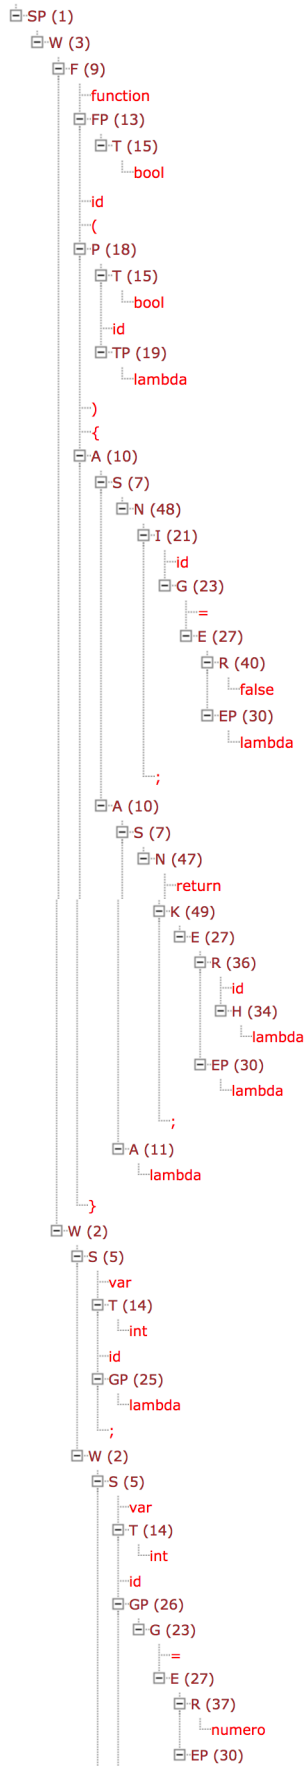 SP (1)
W (3)
F (9)
function
FP (13)
T (15)
bool
id
(
P (18)
T (15)
bool
id
TP (19)
lambda
)
{
A (10)
S (7)
N (48)
I (21)
id
G (23)
=
E (27)
R (40)
false
EP (30)
lambda
;
A (10)
S (7)
N (47)
return
K (49)
E (27)
R (36)
id
H (34)
lambda
EP (30)
lambda
;
A (11)
lambda
}
W (2)
S (5)
var
T (14)
int
id
GP (25)
lambda
;
W (2)
S (5)
var
T (14)
int
id
GP (26)
G (23)
=
E (27)
R (37)
numero
EP (30)